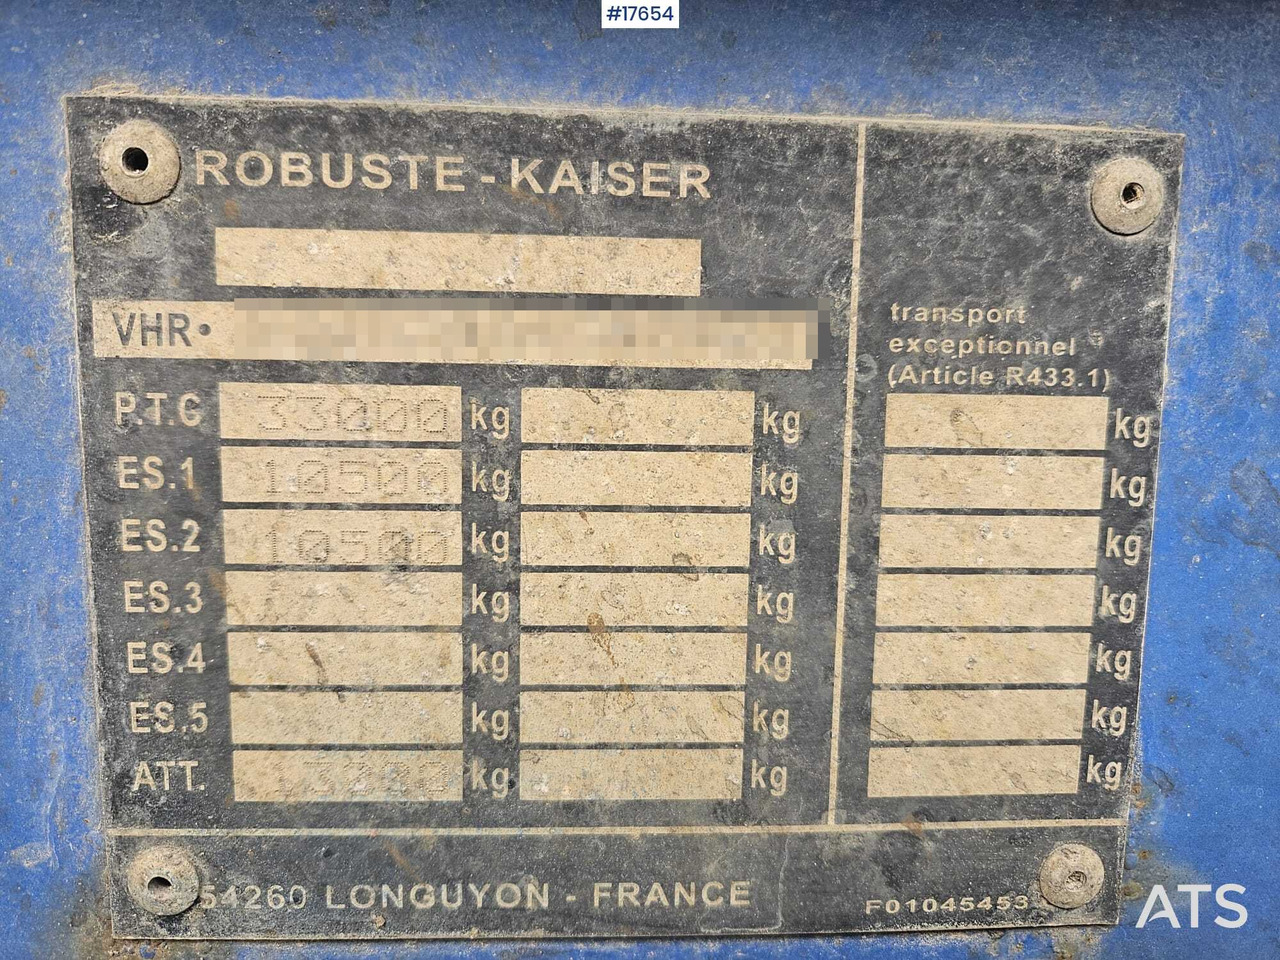 #17654
ROBUSTE - KAISER
VHR•
transport
exceptionnel
(Article R433.1)
P.T.C 33000 kg kg kg
ES.1 10500 kg kg kg
ES.2 10500 kg kg kg
ES.3 kg kg kg
ES.4 kg kg kg
ES.5 kg kg kg
ATT. kg kg kg
54260 LONGUYON - FRANCE
F01045453
ATS